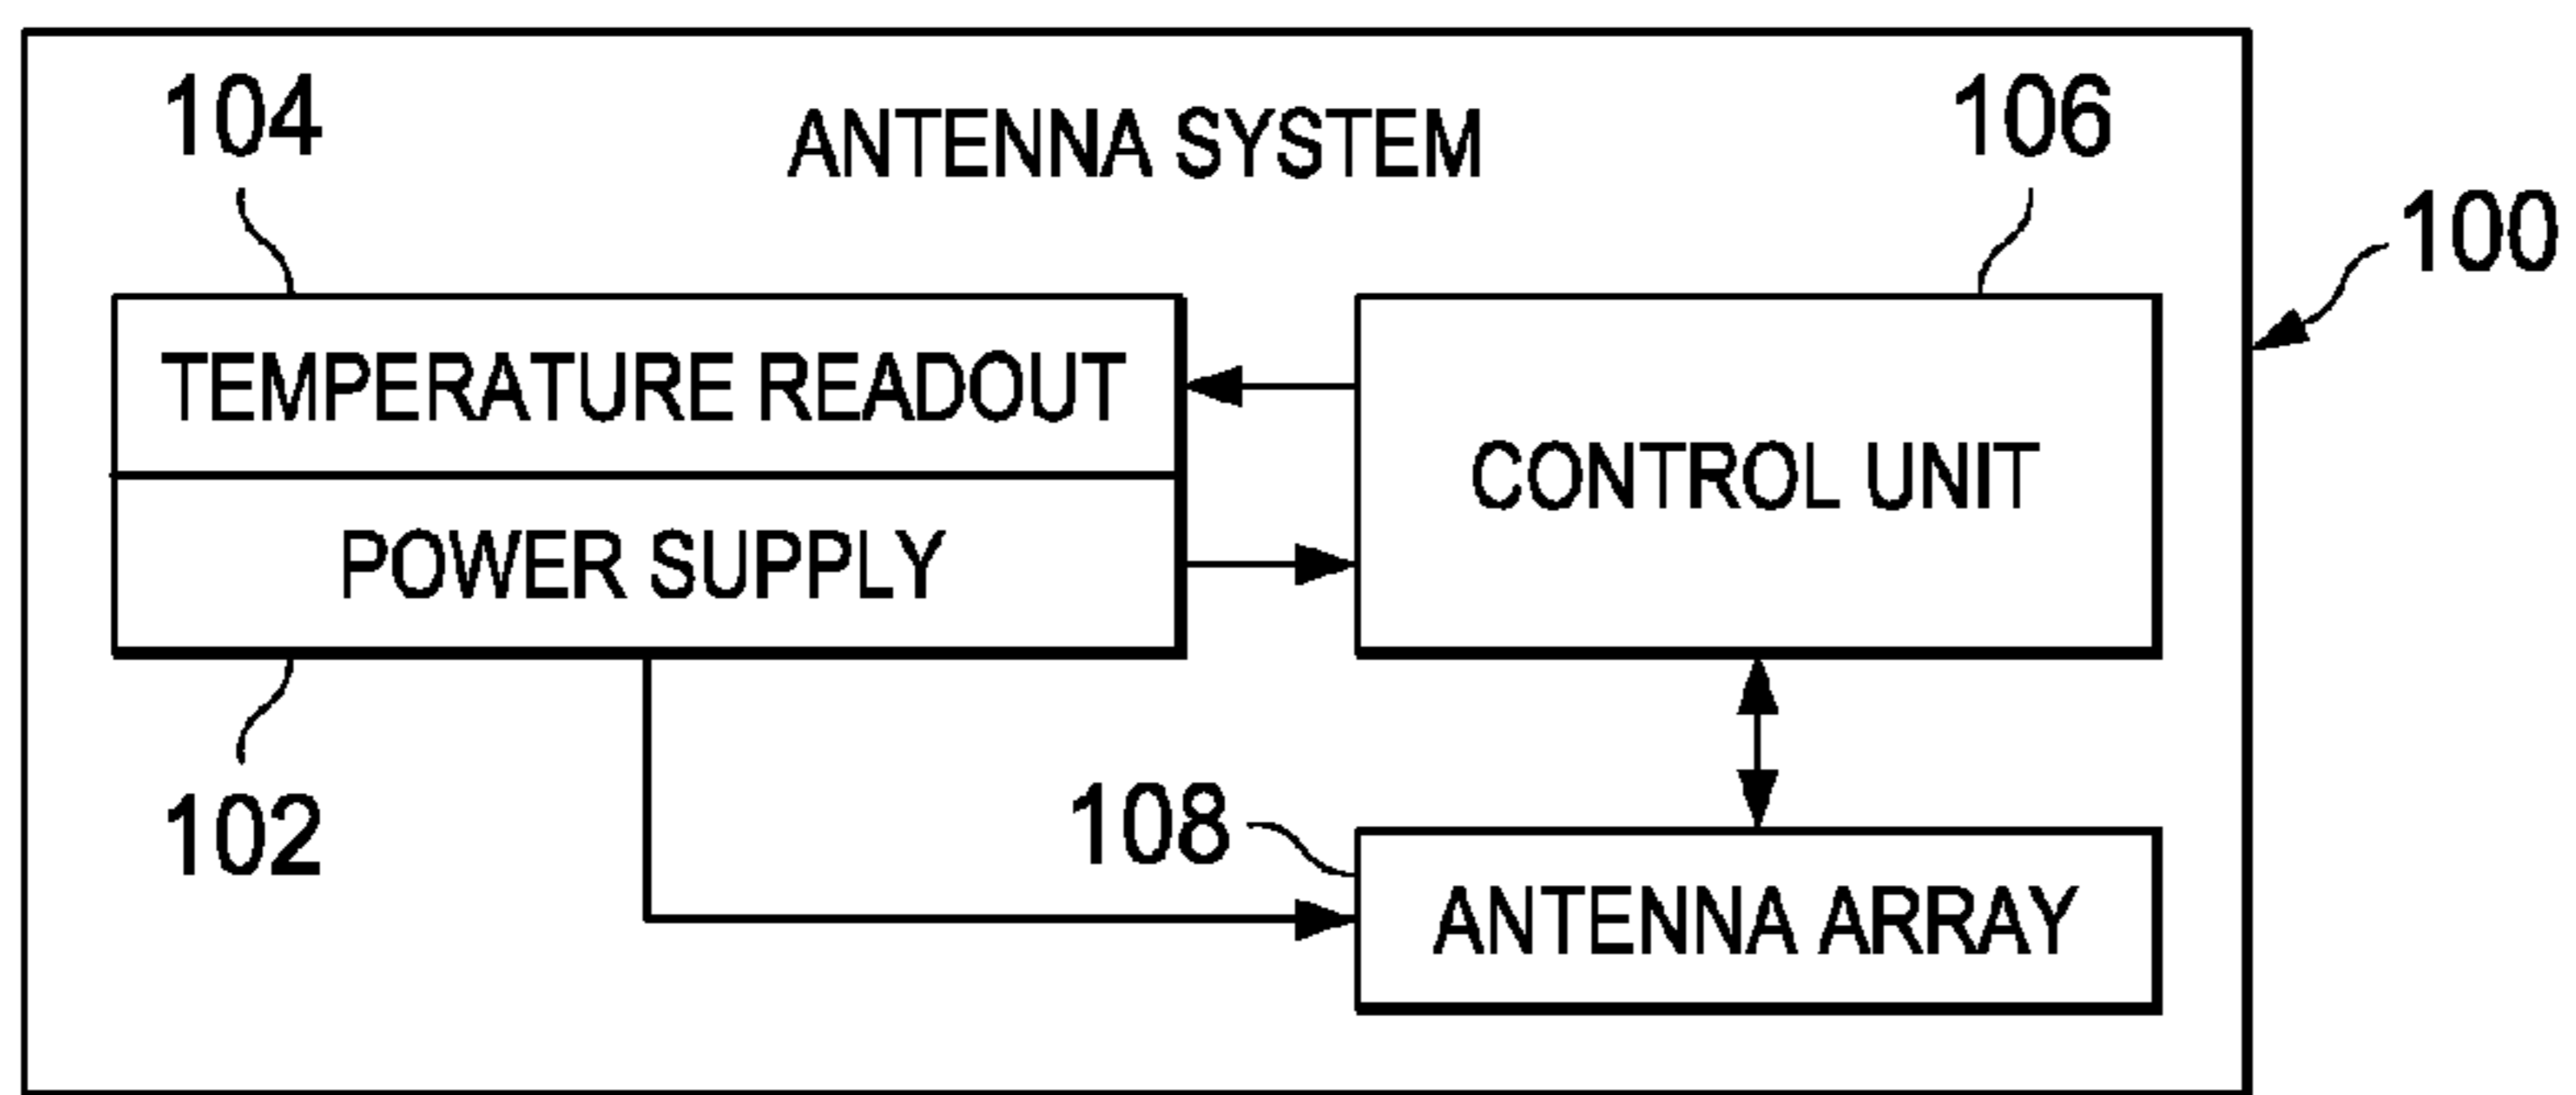 104
ANTENNA SYSTEM
106
100
TEMPERATURE READOUT
CONTROL UNIT
POWER SUPPLY
102
108
ANTENNA ARRAY